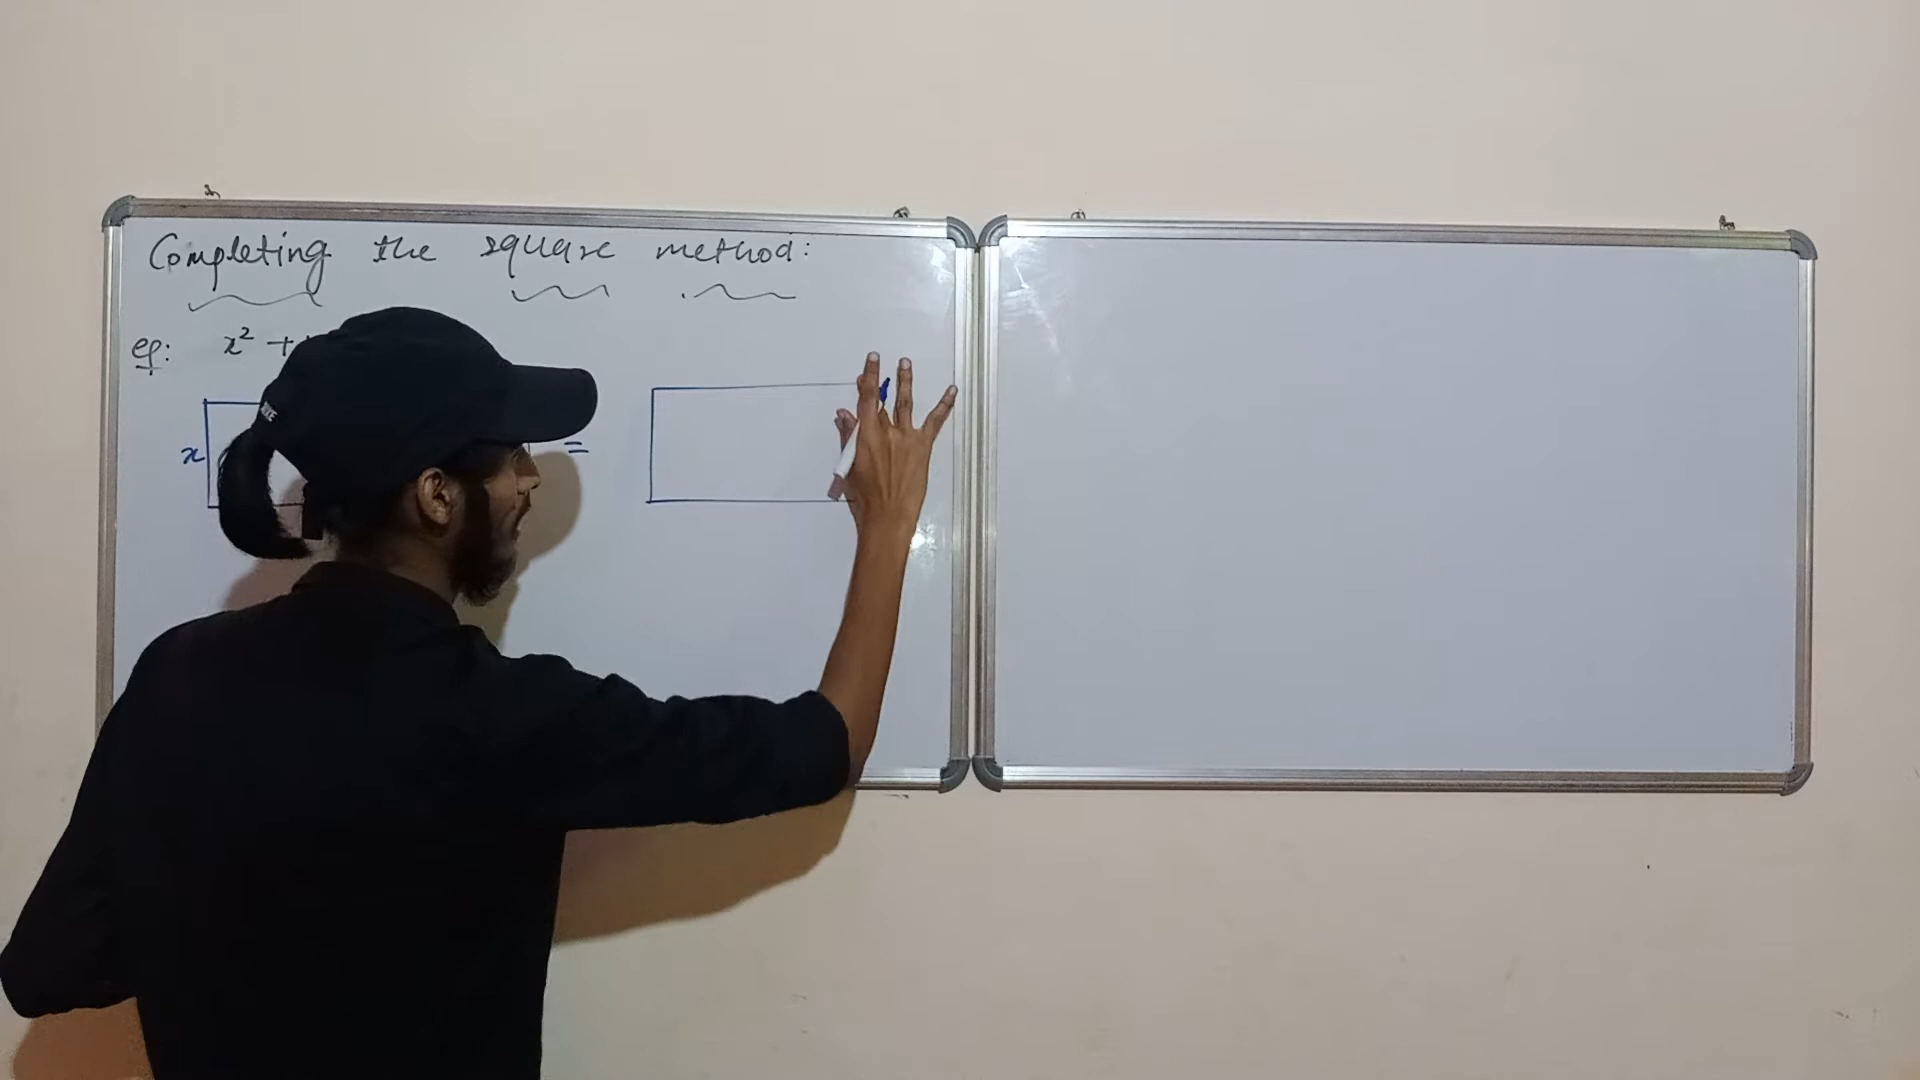 Completing the square method:
eg: x² +
x
=